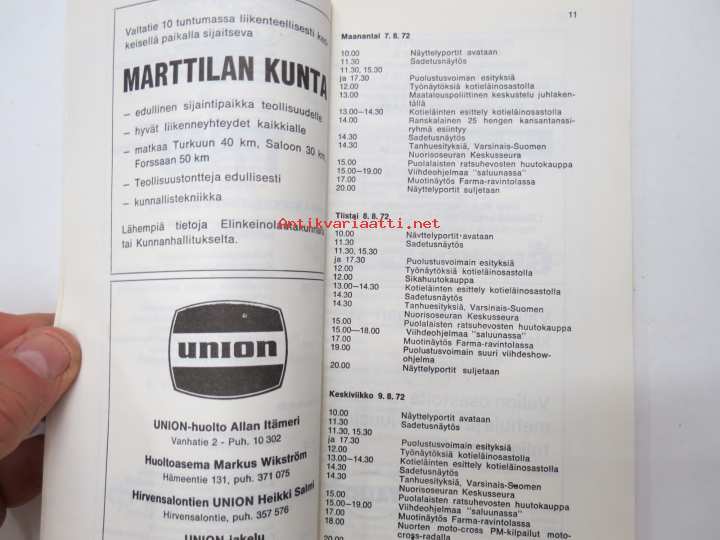 Valtatie 10 tuntumassa liikenteellisesti kes-
keisellä paikalla sijaitseva
MARTTILAN KUNTA
— edullinen sijaintipaikka teollisuudelle
— hyvät liikenneyhteydet kaikkialle
— matkaa Turkuun 40 km, Saloon 30 km,
Forssaan 50 km
— Teollisuustontteja edullisesti
— kunnallistekniikka
Lähempiä tietoja
tai Kunnanhallitukselta.
union
UNION-huolto Allan Itämeri
Vanhatie 2 - Puh. 10 302
Huoltoasema Markus Wikström
Hämeentie 131, puh. 371 075
Hirvensalontien UNION Heikki Salmi
Hirvensalontie, puh. 357 576
UNION-jakelu
Antikvariaatti.net
11
Maanantai 7. 8. 72
10.00 Näyttelyportit avataan
11.30 Sadetusnäytös
11.30, 15.30
ja 17.30 Puolustusvoiman esityksiä
12.00 Työnäytöksiä kotieläinosastolla
13.00 Maatalouspoliittinen keskustelu juhlaken-
tällä
13.00—14.30 Kotieläinten esittely kotieläinosastolla
14.00 Ranskalainen 25 hengen kansantanssi-
ryhmä esiintyy
14.30 Sadetusnäytös
14.30 Tanhuesityksiä, Varsinais-Suomen
Nuorisoseuran Keskusseura
15.00 Puolalaisten ratsuhevosten huutokauppa
15.00—19.00 Viihdeohjelmaa "saluunassa"
17.00 Muotinäytös Farma-ravintolassa
20.00 Näyttelyportit suljetaan
Tiistai 8. 8. 72
10.00 Näyttelyportit avataan
11.30 Sadetusnäytös
11.30, 15.30
ja 17.30 Puolustusvoimain esityksiä
12.00 Työnäytöksiä kotieläinosastolla
12.00 Sikahuutokauppa
13.00—14.30 Kotieläinten esittely kotieläinosastolla
14.30 Sadetusnäytös
14.30 Tanhuesityksiä, Varsinais-Suomen
Nuorisoseuran Keskusseura
15.00 Puolalaisten ratsuhevosten huutokauppa
15.00—18.00 Viihdeohjelmaa "saluunassa"
17.00 Muotinäytös Farma-ravintolassa
19.00 Puolustusvoimain suuri viihdeshow-
ohjelma
20.00 Näyttelyportit suljetaan
Keskiviikko 9. 8. 72
10.00 Näyttelyportit avataan
11.30 Sadetusnäytös
11.30, 15.30
ja 17.30 Puolustusvoimain esityksiä
12.00 Työnäytöksiä kotieläinosastolla
13.00—14.30 Kotieläinten esittely kotieläinosastolla
14.30 Sadetusnäytös
14.30 Tanhuesityksiä, Varsinais-Suomen
Nuorisoseuran Keskusseura
15.00 Puolalaisten ratsuhevosten huutokauppa
15.00—19.00 Viihdeohjelmaa "saluunassa"
17.00 Muotinäytös Farma-ravintolassa
18.00 Nuorten moto cross PM-kilpailut moto-
cross-radalla
20.00